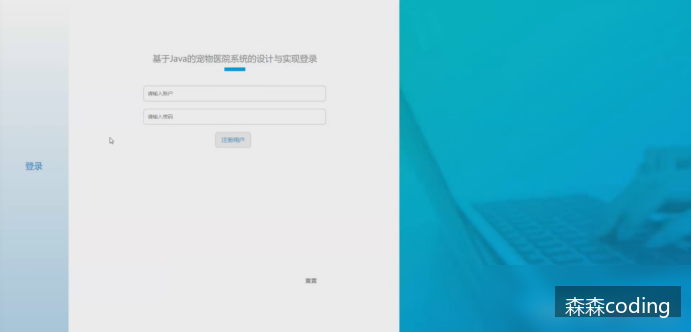 基于Java的宠物医院系统的设计与实现登录
请输入账户
请输入密码
注册用户
登录
重置
森森coding